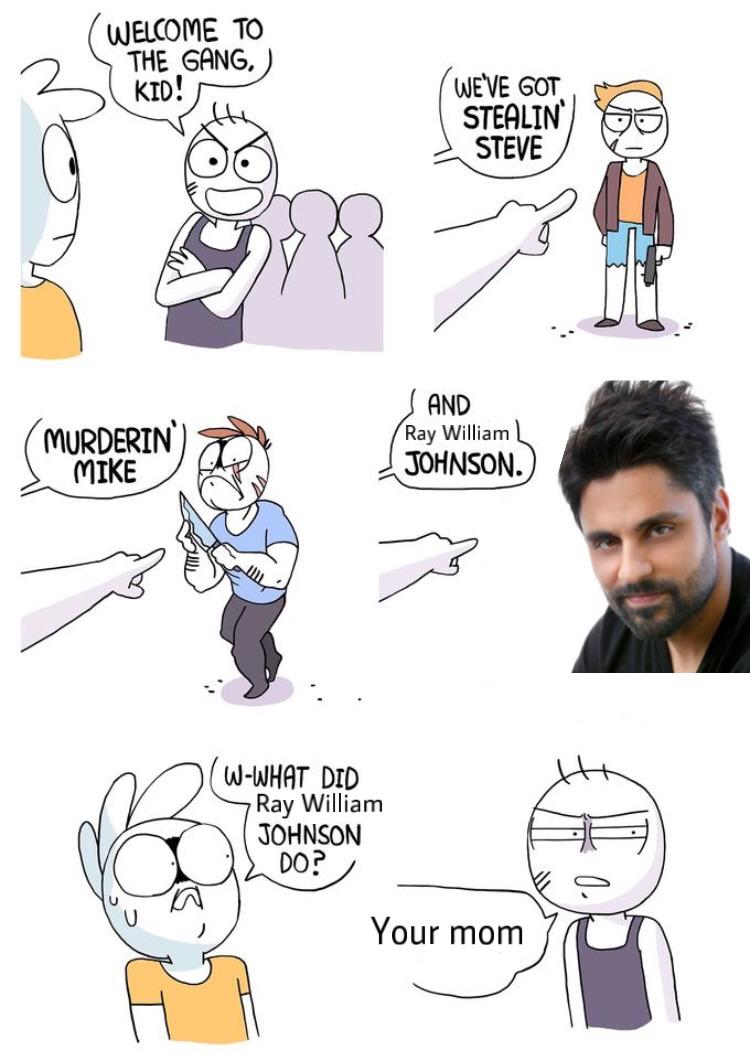 WELCOME TO
THE GANG,
KID!
WE'VE GOT
STEALIN'
STEVE
MURDERIN'
MIKE
AND
Ray William
JOHNSON.
W-WHAT DID
Ray William
JOHNSON
DO?
Your mom